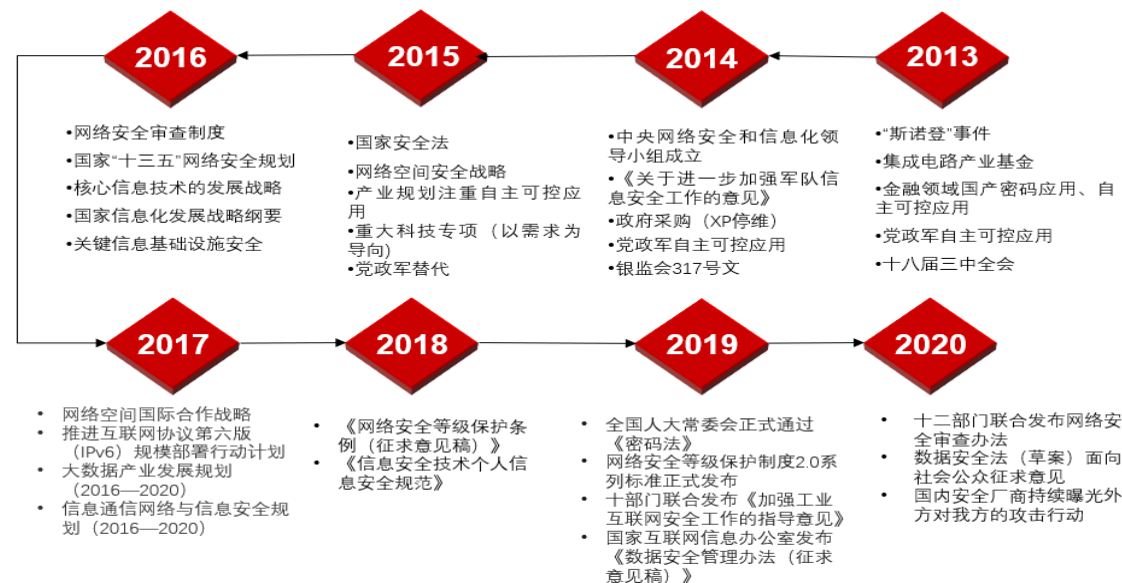 2016
2015
2014
2013
•网络安全审查制度
•国家“十三五”网络安全规划
•核心信息技术的发展战略
•国家信息化发展战略纲要
•关键信息基础设施安全
•国家安全法
•网络空间安全战略
•产业规划注重自主可控应
用
•重大科技专项（以需求为
导向)
•党政军替代
•中央网络安全和信息化领
导小组成立
•《关于进一步加强军队信
息安全工作的意见》
•政府采购（XP停维）
•党政军自主可控应用
•银监会317号文
•“斯诺登”事件
•集成电路产业基金
•金融领域国产密码应用、自
主可控应用
•党政军自主可控应用
•十八届三中全会
2017
2018
2019
2020
• 网络空间国际合作战略
• 推进互联网协议第六版
（IPv6）规模部署行动计划
• 大数据产业发展规划
（2016—2020）
• 信息通信网络与信息安全规
划（2016—2020）
• 《网络安全等级保护条
例（征求意见稿）》
• 《信息安全技术个人信
息安全规范》
• 全国人大常委会正式通过
《密码法》
• 网络安全等级保护制度2.0系
列标准正式发布
• 十部门联合发布《加强工业
互联网安全工作的指导意见》
• 国家互联网信息办公室发布
《数据安全管理办法（征求
意见稿）》
• 十二部门联合发布网络安
全审查办法
• 数据安全法（草案）面向
社会公众征求意见
• 国内安全厂商持续曝光外
方对我方的攻击行动